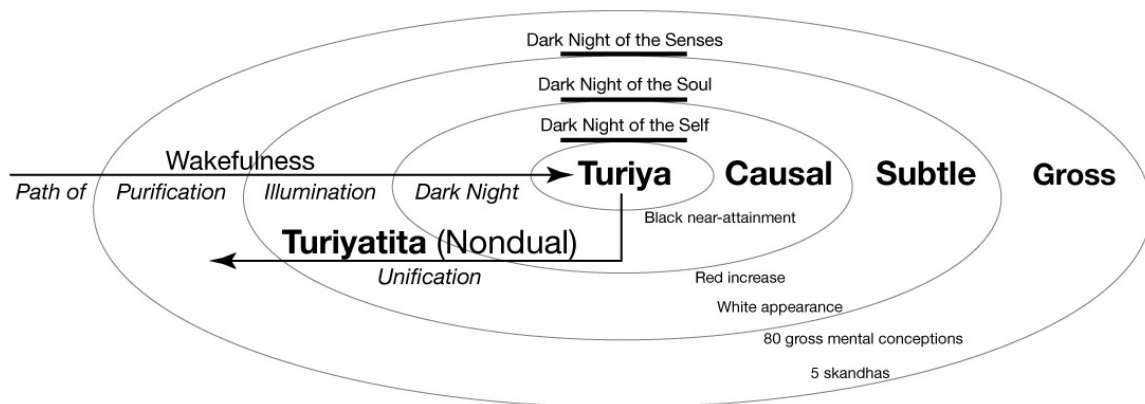 Dark Night of the Senses
Dark Night of the Soul
Dark Night of the Self
Wakefulness
Turiya Causal Subtle Gross
Path of Purification Illumination Dark Night
Black near-attainment
Turiyatita (Nondual)
Unification
Red increase
White appearance
80 gross mental conceptions
5 skandhas